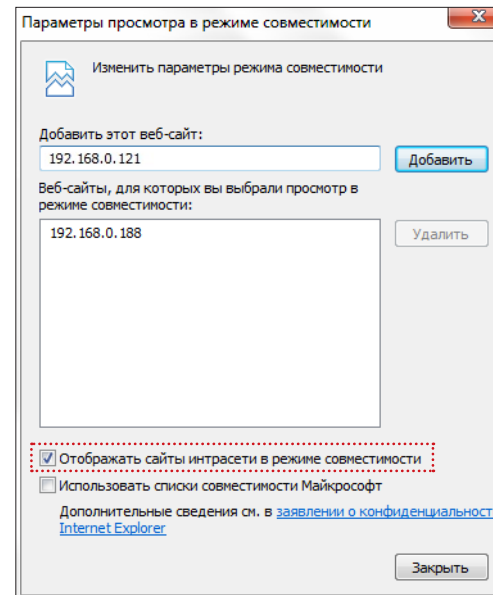 Параметры просмотра в режиме совместимости
Изменить параметры режима совместимости
Добавить этот веб-сайт:
192.168.0.121
Добавить
Веб-сайты, для которых вы выбрали просмотр в
режиме совместимости:
192.168.0.188
Удалить
Отображать сайты интрасети в режиме совместимости
Использовать списки совместимости Майкрософт
Дополнительные сведения см. в заявлении о конфиденциальност
Internet Explorer
Закрыть